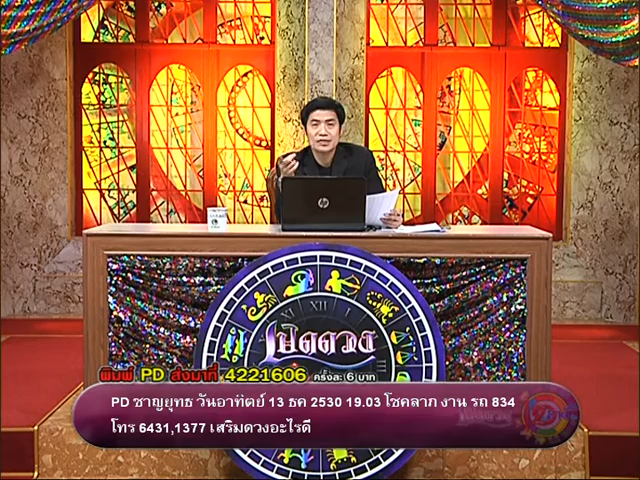 XII
I
เปิดดวง
พิมพ์ PD ส่งมาที่ 4221606 ครั้งละ 6 บาท
PD ชาญยุทธ วันอาทิตย์ 13 ธค 2530 19.03 โชคลาภ งาน รถ 834
โทร 6431,1377 เสริมดวงอะไรดี
hp